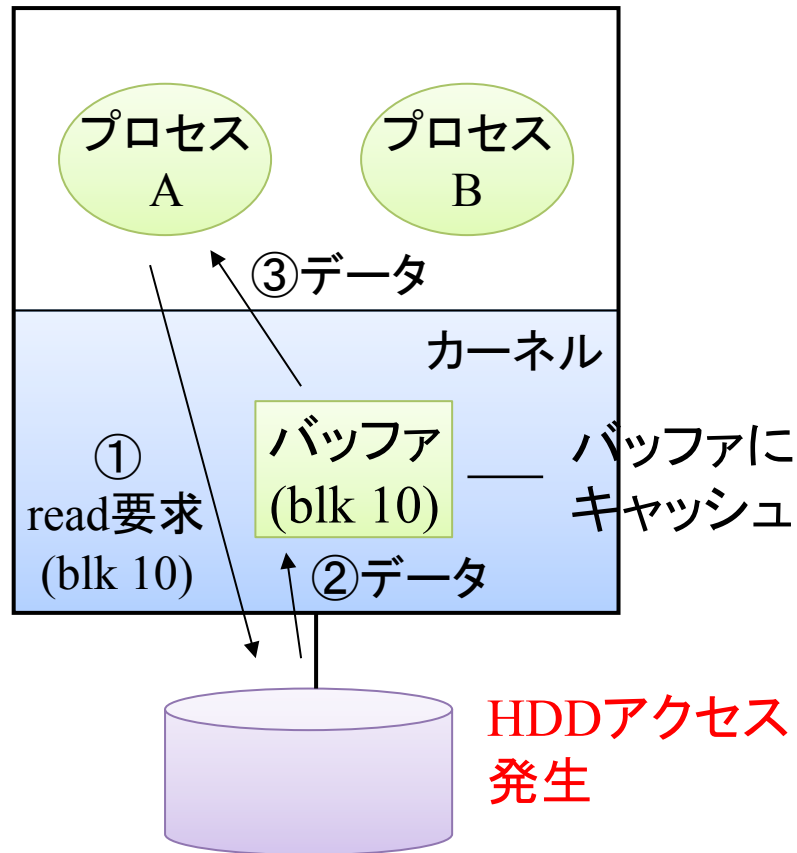 プロセス
A
プロセス
B
③データ
カーネル
①
read要求
(blk 10)
バッファ
(blk 10)
バッファに
キャッシュ
②データ
HDDアクセス
発生